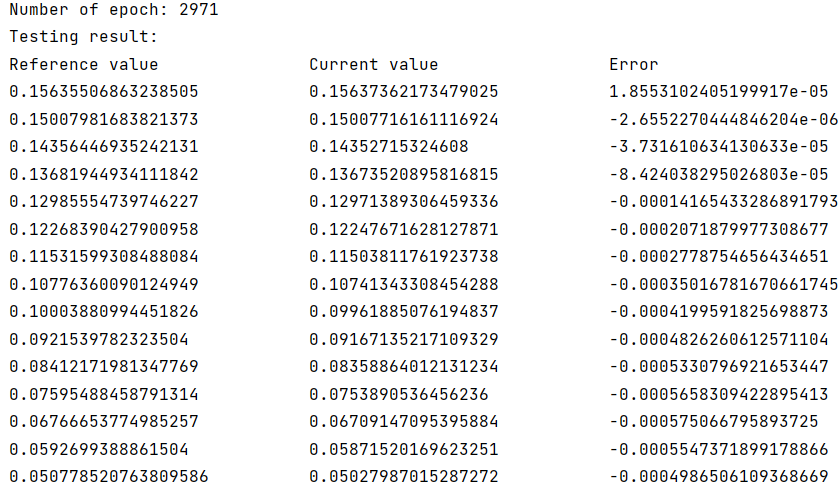 Number of epoch: 2971
Testing result:
Reference value Current value Error
0.15635506863238505 0.15637362173479025 1.8553102405199917e-05
0.15007981683821373 0.15007716161116924 -2.6552270444846204e-06
0.14356446935242131 0.14352715324608 -3.731610634130633e-05
0.13681944934111842 0.13673520895816815 -8.424038295026803e-05
0.12985554739746227 0.12971389306459336 -0.00014165433286891793
0.12268390427900958 0.12247671628127871 -0.0002071879977308677
0.11531599308488084 0.11503811761923738 -0.0002778754656434651
0.10776360090124949 0.10741343308454288 -0.00035016781670661745
0.10003880994451826 0.09961885076194837 -0.0004199591825698873
0.0921539782323504 0.09167135217109329 -0.0004826260612571104
0.08412171981347769 0.08358864012131234 -0.0005330796921653447
0.07595488458791314 0.0753890536456236 -0.0005658309422895413
0.06766653774985257 0.06709147095395884 -0.000575066795893725
0.0592699388861504 0.05871520169623251 -0.0005547371899178866
0.050778520763809586 0.05027987015287272 -0.0004986506109368669